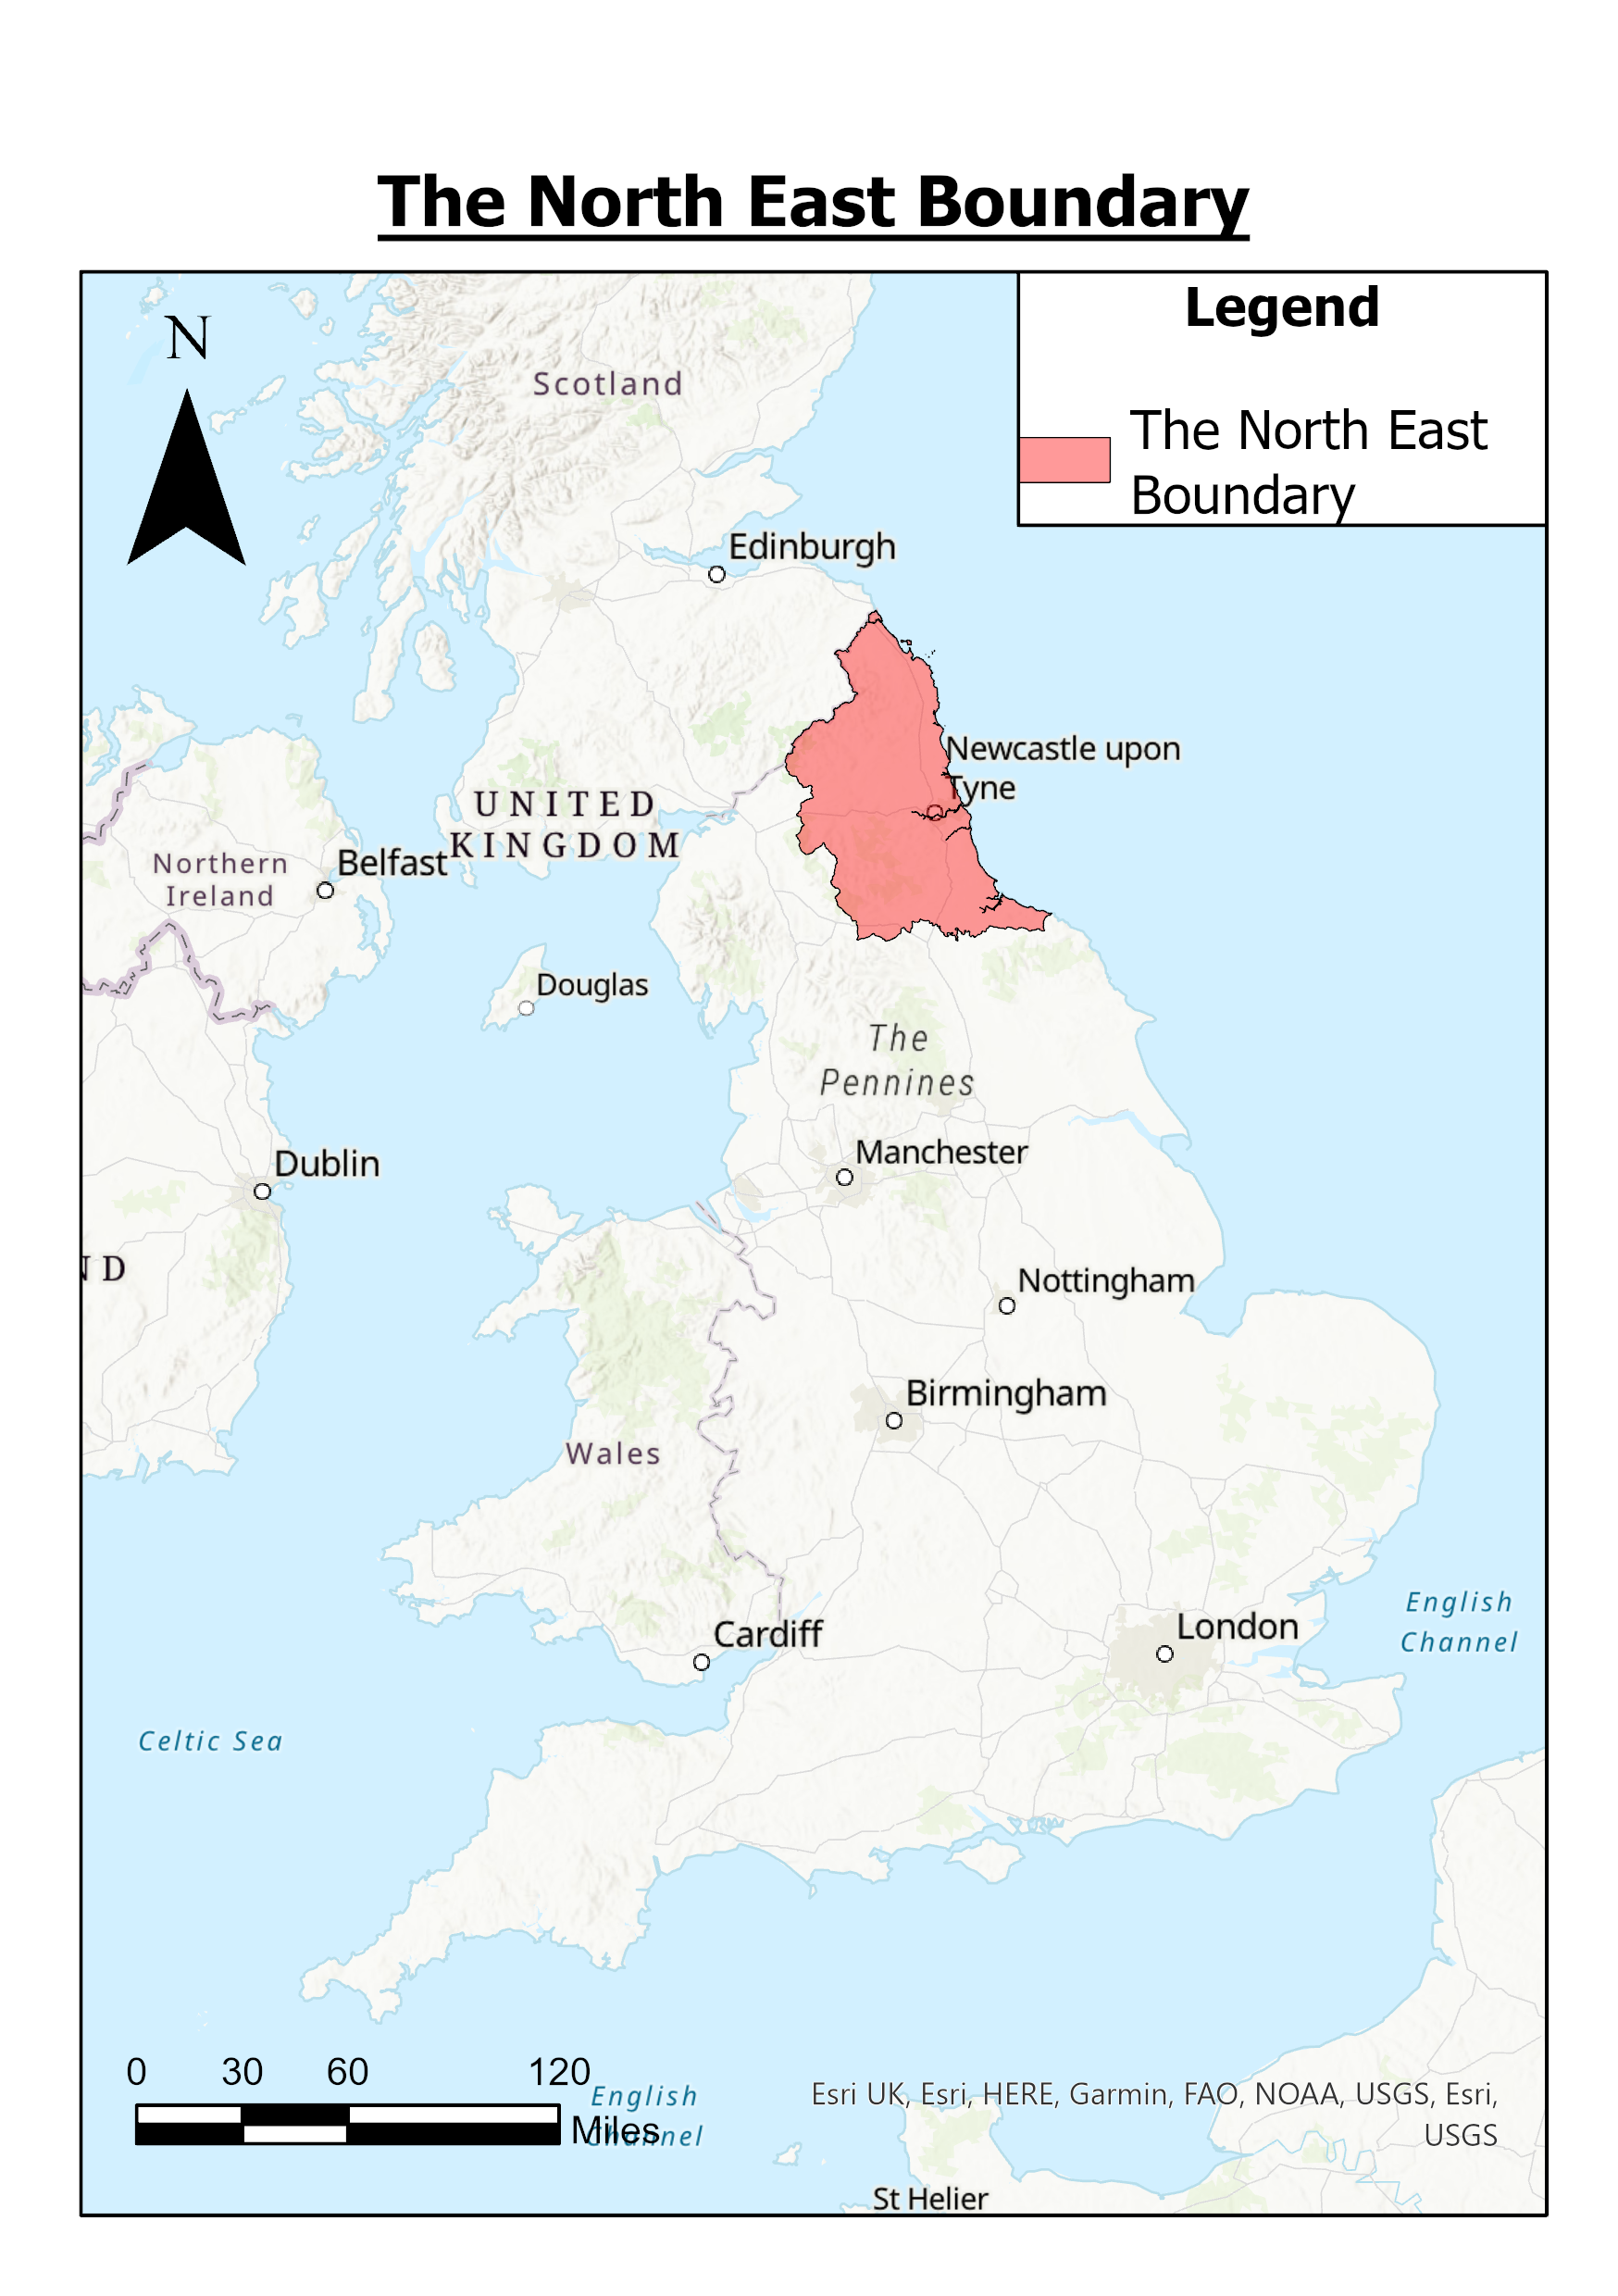 The North East Boundary
N
Legend
The North East
Boundary
Scotland
Edinburgh
Newcastle upon
Tyne
UNITED
KINGDOM
Northern
Ireland
Belfast
Douglas
The
Pennines
Manchester
Dublin
ND
Nottingham
Birmingham
Wales
English
Channel
London
Cardiff
Celtic Sea
0 30 60 120
Miles
English
Channel
Esri UK, Esri, HERE, Garmin, FAO, NOAA, USGS, Esri,
USGS
St Helier